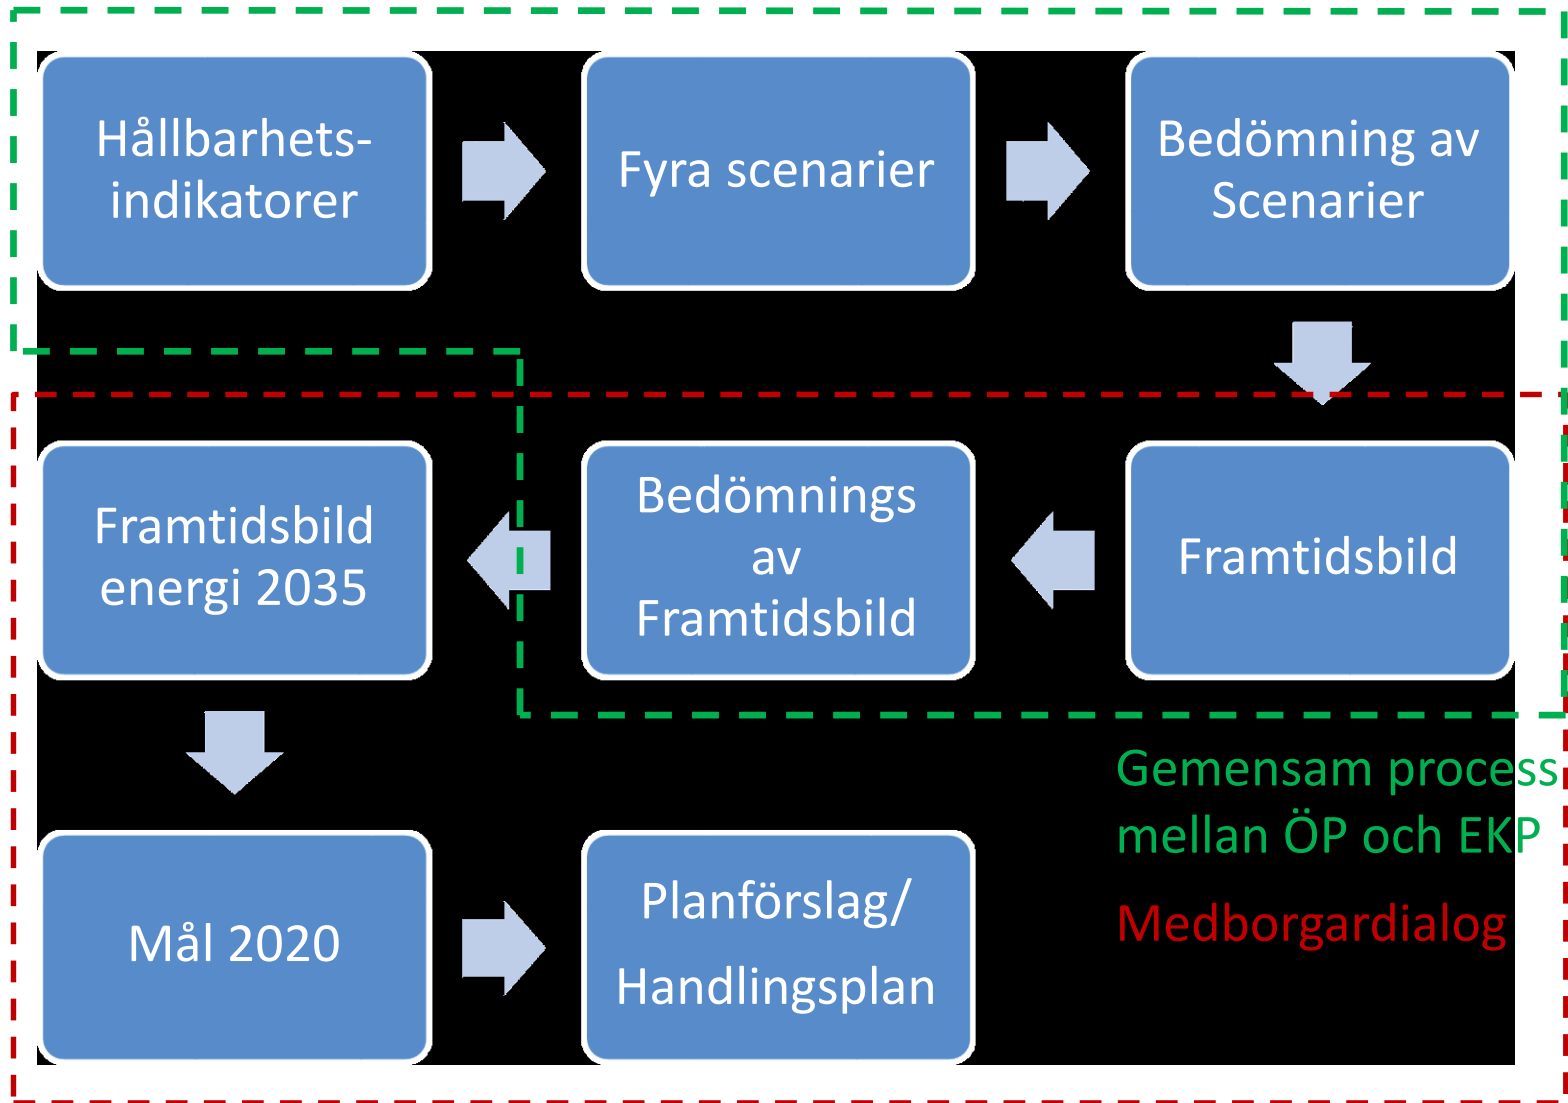 Hållbarhets-
indikatorer
Fyra scenarier
Bedömning av
Scenarier
Framtidsbild
energi 2035
Bedömnings
av
Framtidsbild
Framtidsbild
Gemensam process
mellan ÖP och EKP
Medborgardialog
Mål 2020
Planförslag/
Handlingsplan